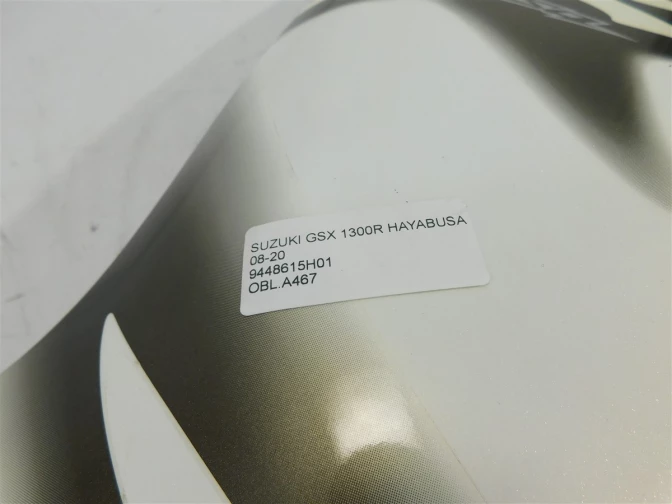 SUZUKI GSX 1300R HAYABUSA
08-20
9448615H01
OBL.A467